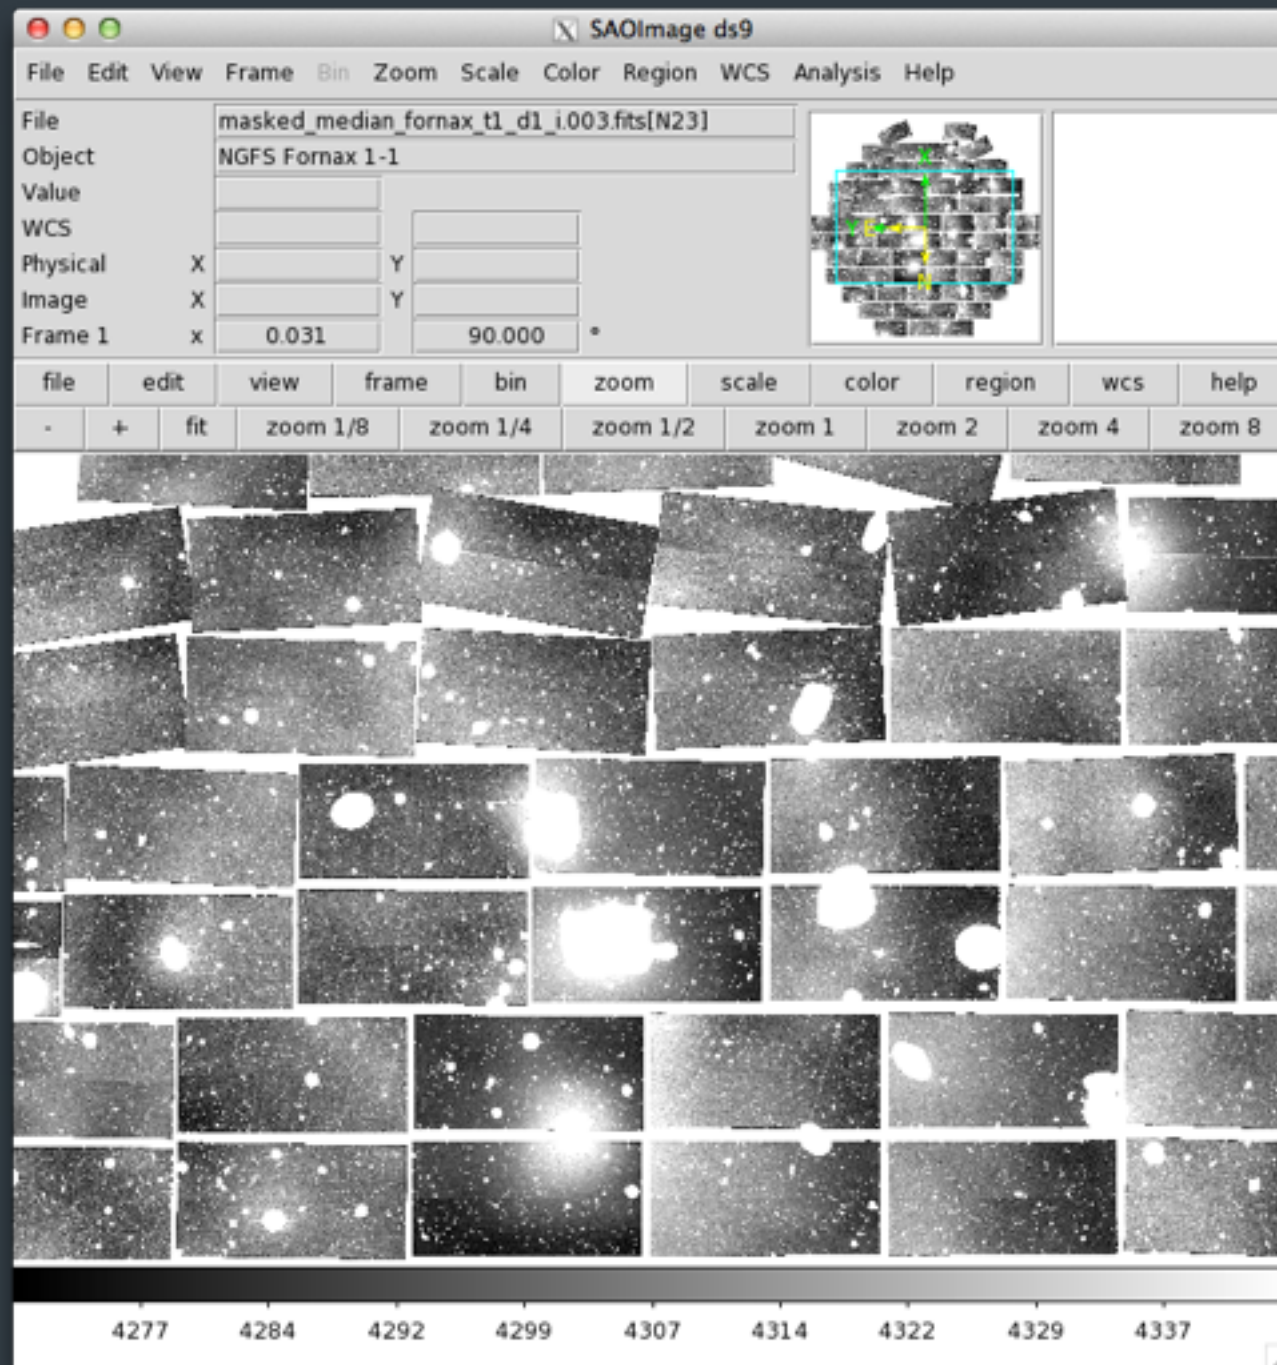 SAOImage ds9
File Edit View Frame Bin Zoom Scale Color Region WCS Analysis Help
File masked_median_fornax_t1_d1_i.003.fits[N23]
Object NGFS Fornax 1-1
Value
WCS
Physical X Y
Image X Y
Frame 1 x 0.031 90.000 °
X
Y E
N
file edit view frame bin zoom scale color region wcs help
- + fit zoom 1/8 zoom 1/4 zoom 1/2 zoom 1 zoom 2 zoom 4 zoom 8
4277 4284 4292 4299 4307 4314 4322 4329 4337